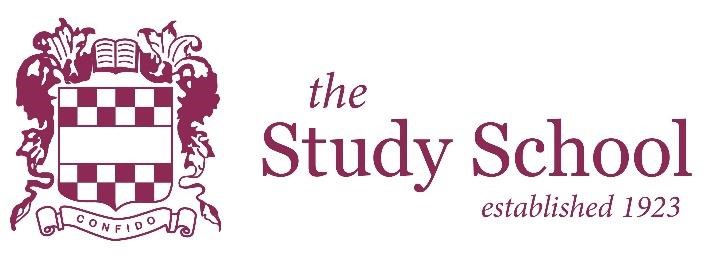 CONFIDO
the
Study School
established 1923